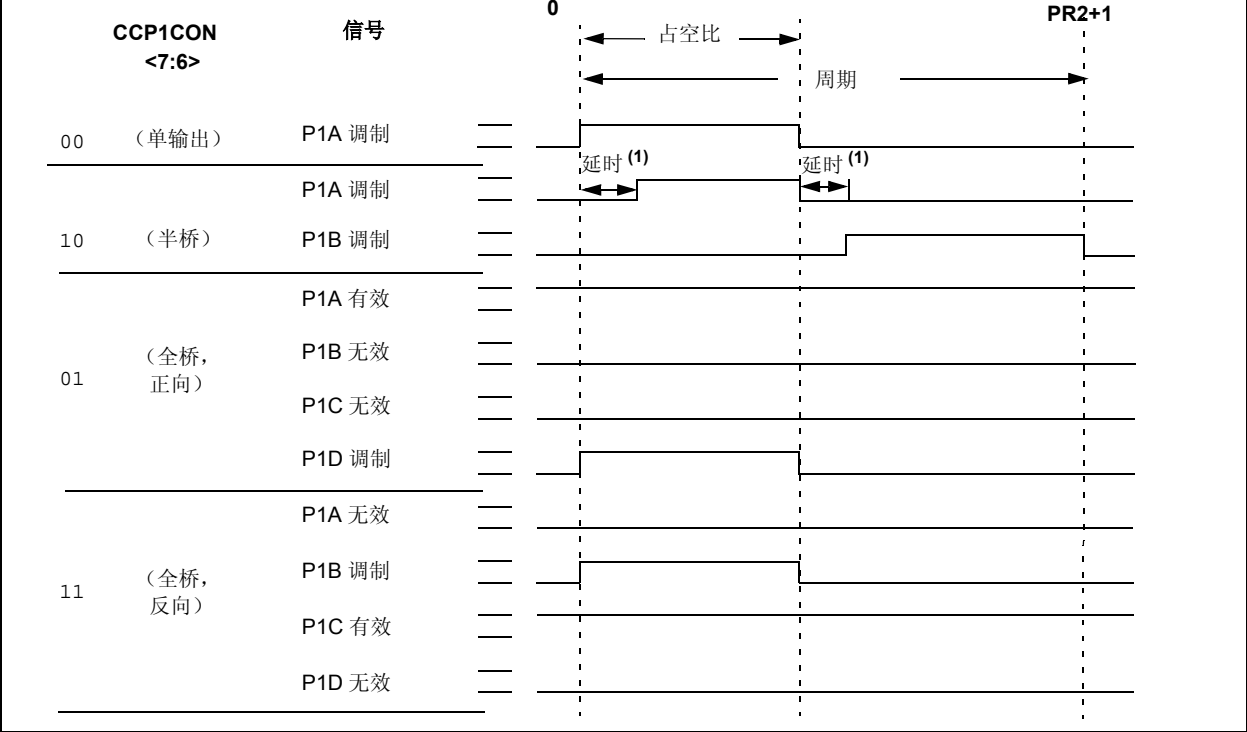 0
PR2+1
CCP1CON
<7:6>
信号
占空比
周期
00 （单输出） P1A 调制
延时 (1) 延时 (1)
P1A 调制
10 （半桥） P1B 调制
P1A 有效
P1B 无效
01 （全桥，
正向）
P1C 无效
P1D 调制
P1A 无效
P1B 调制
11 （全桥，
反向）
P1C 有效
P1D 无效